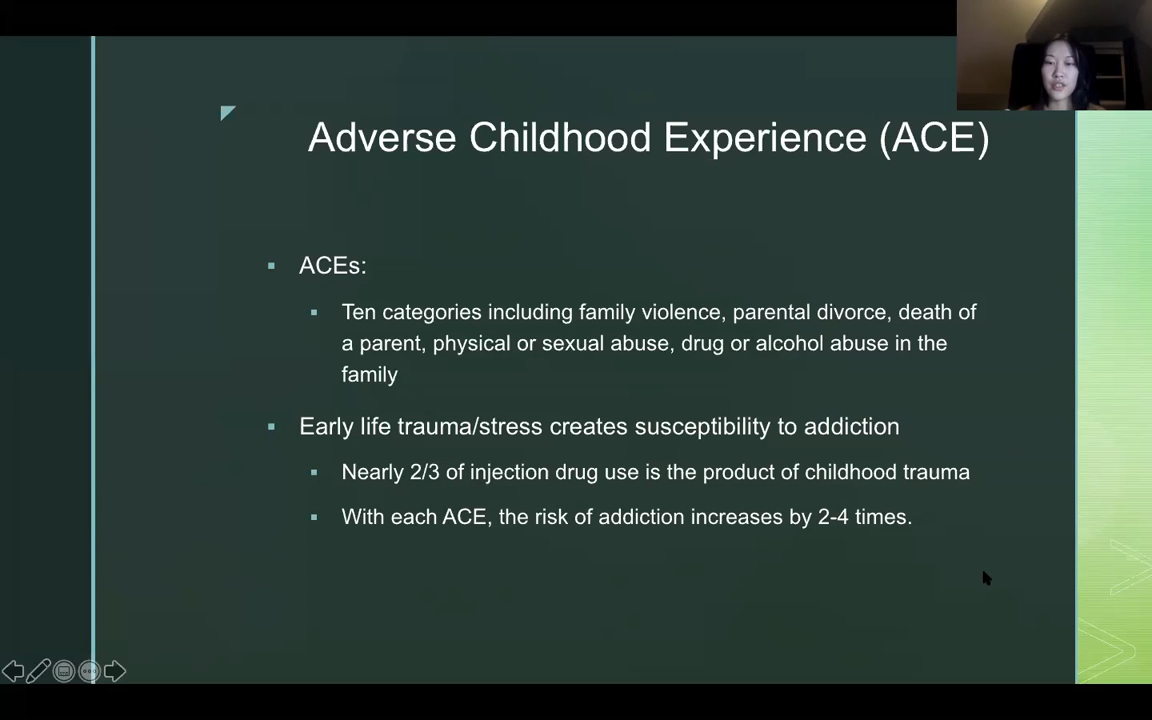 Adverse Childhood Experience (ACE)
ACEs:
Ten categories including family violence, parental divorce, death of
a parent, physical or sexual abuse, drug or alcohol abuse in the
family
Early life trauma/stress creates susceptibility to addiction
Nearly 2/3 of injection drug use is the product of childhood trauma
With each ACE, the risk of addiction increases by 2-4 times.